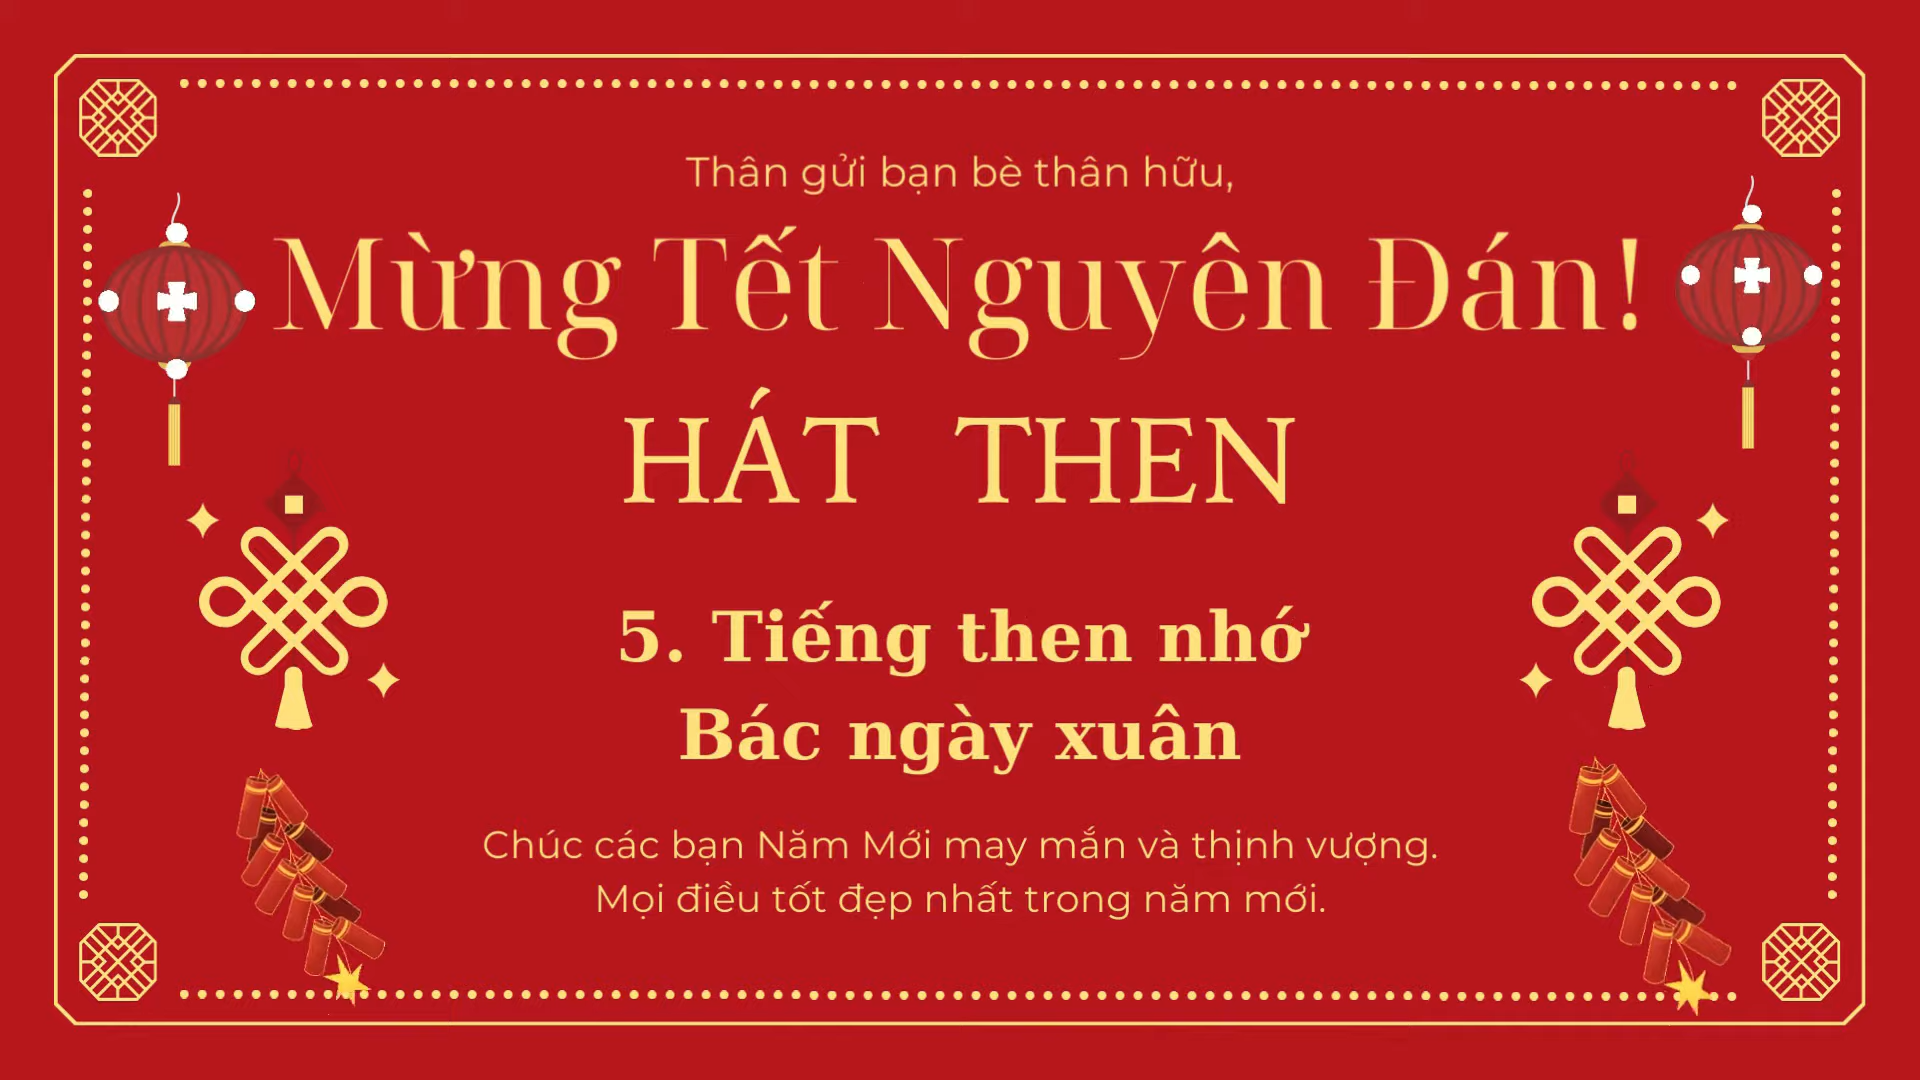 Thân gửi bạn bè thân hữu,
Mừng Tết Nguyên Đán!
HÁT THEN
5. Tiếng then nhớ
Bác ngày xuân
Chúc các bạn Năm Mới may mắn và thịnh vượng.
Mọi điều tốt đẹp nhất trong năm mới.